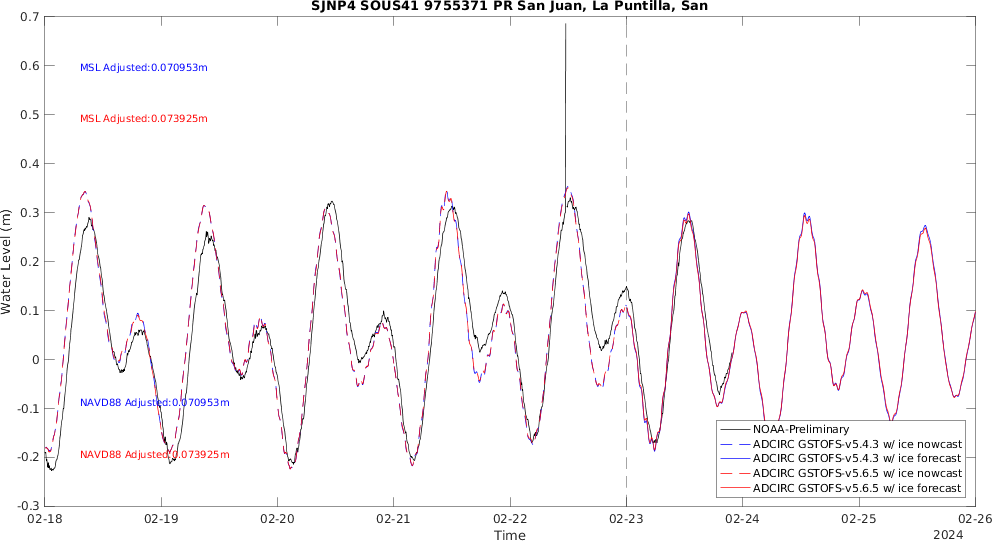 SJNP4 SOUS41 9755371 PR San Juan, La Puntilla, San
0.7
0.6
0.5
0.4
0.3
0.2
0.1
0
-0.1
-0.2
-0.3
Water Level (m)
MSL Adjusted:0.070953m
MSL Adjusted:0.073925m
NAVD88 Adjusted:0.070953m
NAVD88 Adjusted:0.073925m
NOAA-Preliminary
ADCIRC GSTOFS-v5.4.3 w/ ice nowcast
ADCIRC GSTOFS-v5.4.3 w/ ice forecast
ADCIRC GSTOFS-v5.6.5 w/ ice nowcast
ADCIRC GSTOFS-v5.6.5 w/ ice forecast
02-18 02-19 02-20 02-21 02-22 02-23 02-24 02-25 02-26
Time
2024